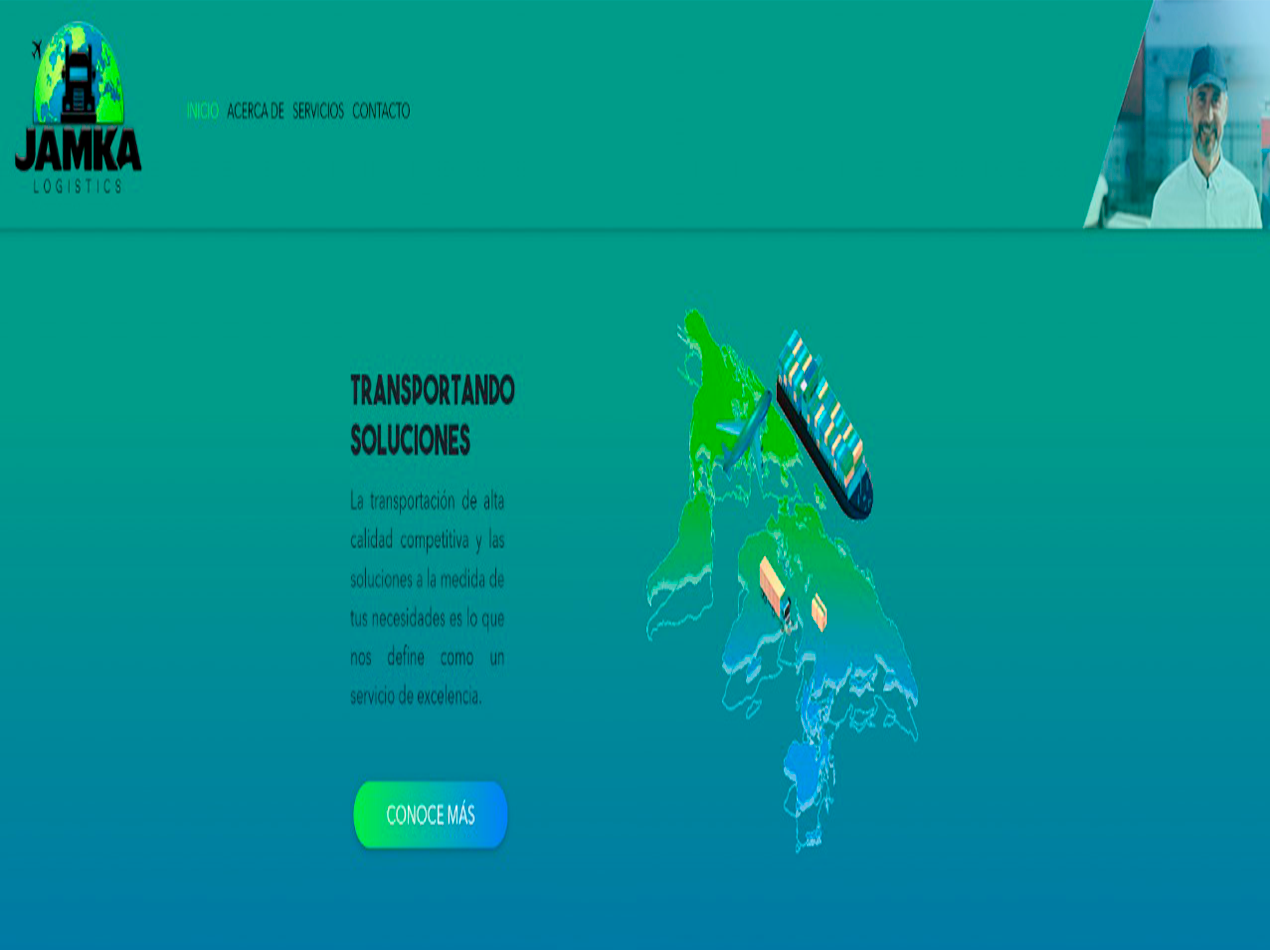 JAMKA
LOGISTICS
INICIO ACERCA DE SERVICIOS CONTACTO
TRANSPORTANDO
SOLUCIONES
La transportación de alta
calidad competitiva y las
soluciones a la medida de
tus necesidades es lo que
nos define como un
servicio de excelencia.
CONOCE MÁS